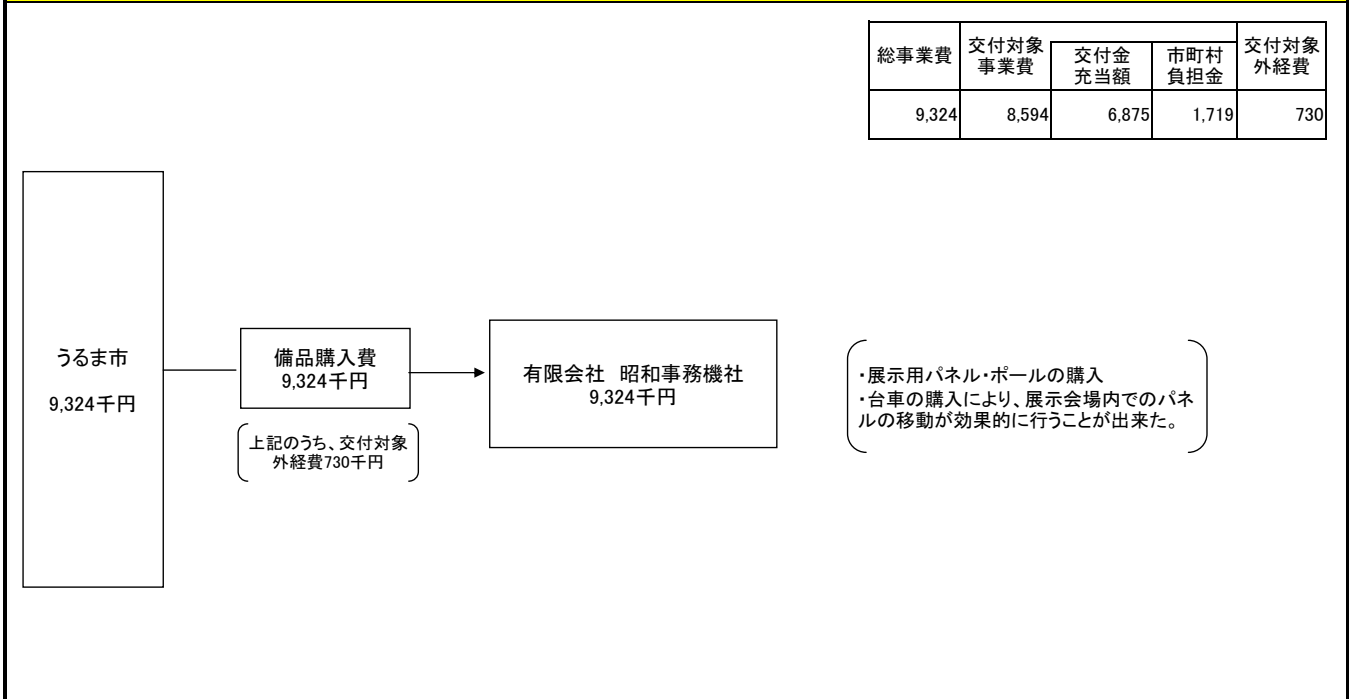 総事業費
交付対象
事業費
交付金
充当額
市町村
負担金
交付対象
外経費
9,324
8,594
6,875
1,719
730
うるま市
9,324千円
備品購入費
9,324千円
上記のうち、交付対象
外経費730千円
有限会社 昭和事務機社
9,324千円
・展示用パネル・ポールの購入
・台車の購入により、展示会場内でのパネ
ルの移動が効果的に行うことが出来た。